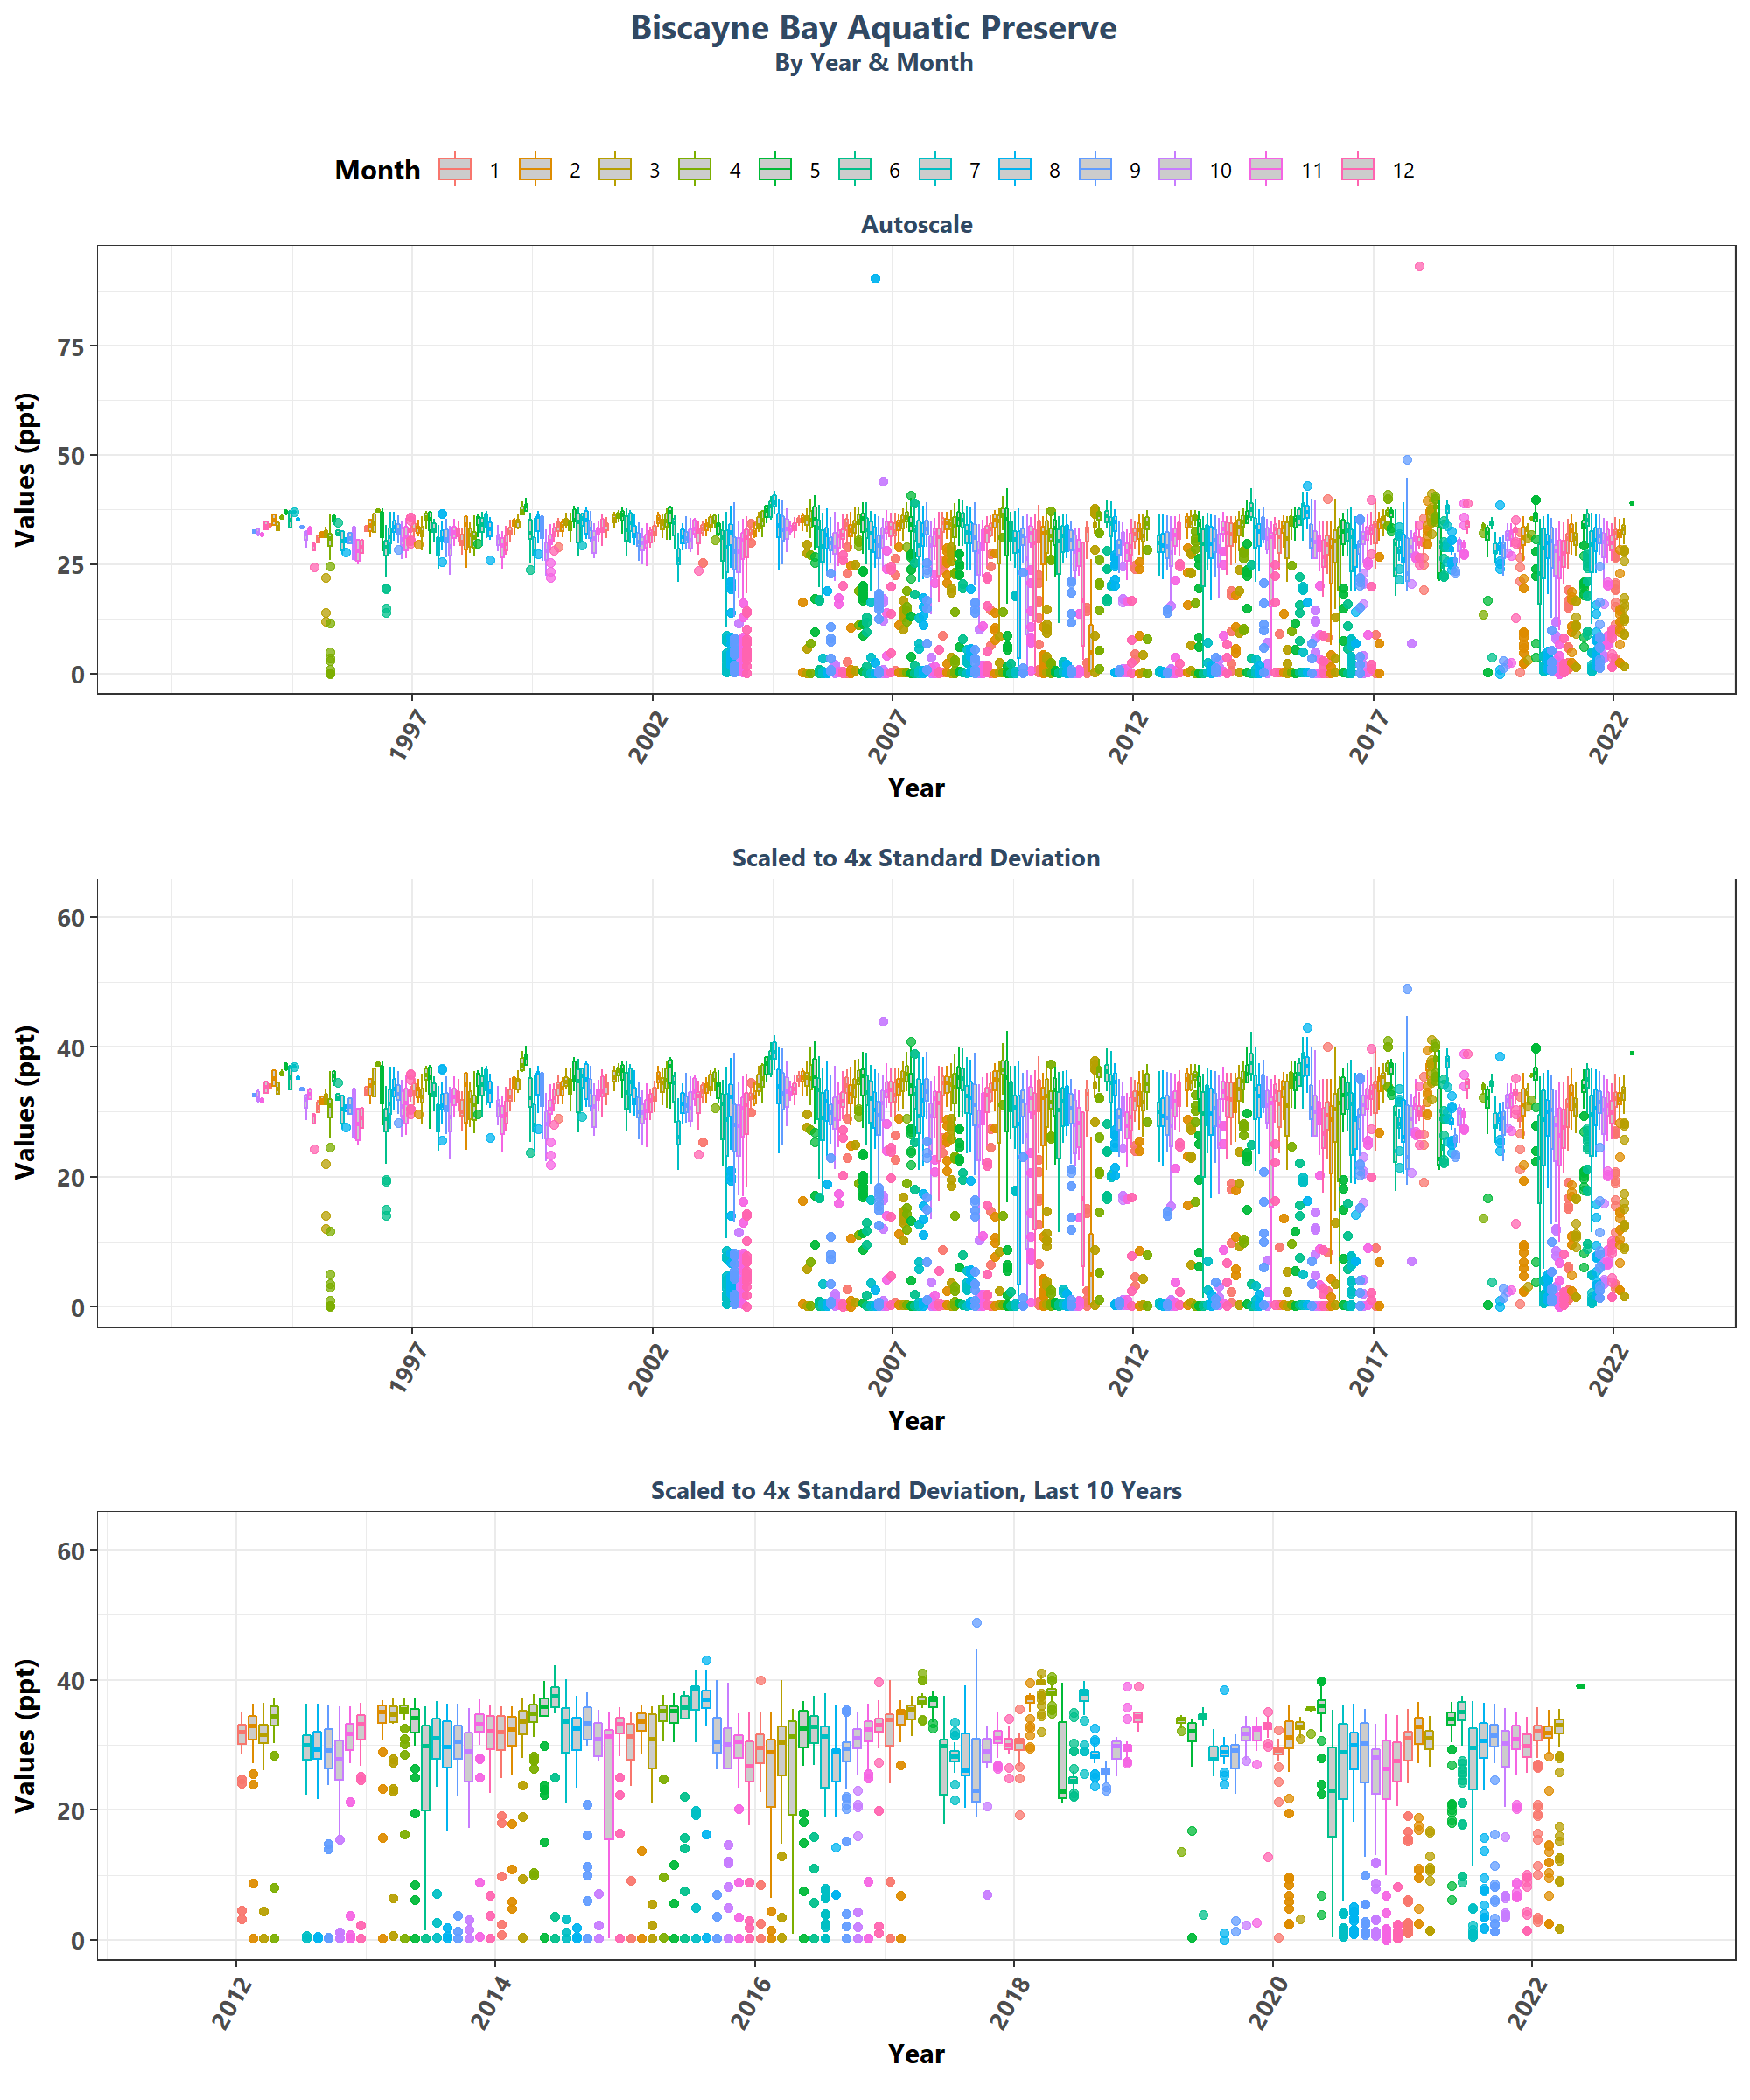 Biscayne Bay Aquatic Preserve
By Year & Month
Month 1 2 3 4 5 6 7 8 9 10 11 12
Autoscale
Values (ppt)
75
50
25
0
1997 2002 2007 2012 2017 2022
Year
Scaled to 4x Standard Deviation
Values (ppt)
60
40
20
0
1997 2002 2007 2012 2017 2022
Year
Scaled to 4x Standard Deviation, Last 10 Years
Values (ppt)
60
40
20
0
2012 2014 2016 2018 2020 2022
Year